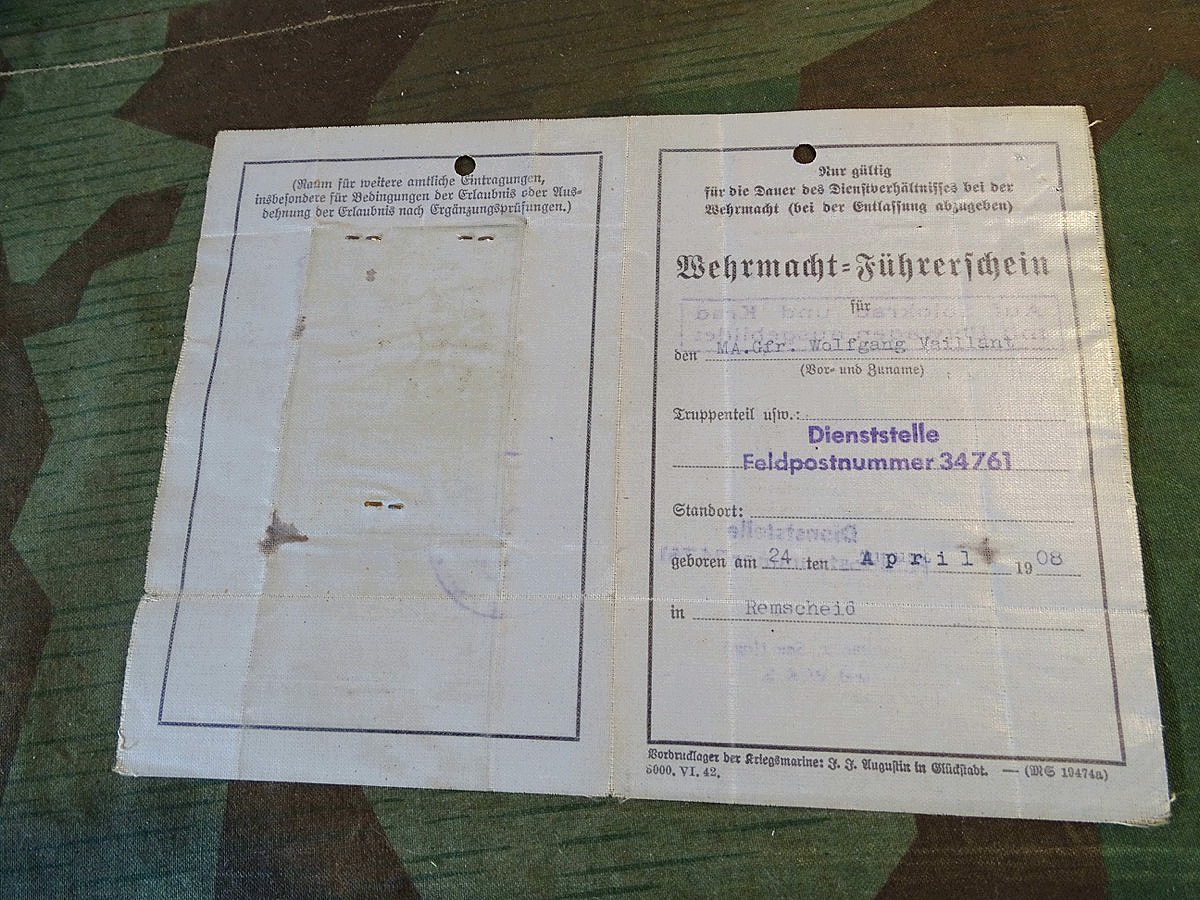 (Raum für weitere amtliche Eintragungen,
insbesondere für Bedingungen der Erlaubnis oder Aus-
dehnung der Erlaubnis nach Ergänzungsprüfungen.)
Nur gültig
für die Dauer des Dienstverhältnisses bei der
Wehrmacht (bei der Entlassung abzugeben)
Wehrmacht-Führerschein
für
den MA.Gfr. Wolfgang Vaillant
(Vor- und Zuname)
Truppenteil usw.:
Dienststelle
Feldpostnummer 34761
Standort:
geboren am 24 ten April 1908
in Remscheid
Vordrucklager der Kriegsmarine: J. J. Augustin in Glückstadt. — (MS 19474a)
5000. VI. 42.